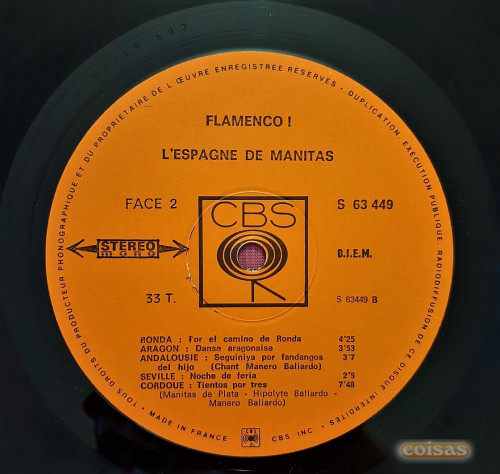 TOUS DROITS DU PRODUCTEUR PHONOGRAPHIQUE ET DU PROPRIETAIRE DE L'ŒUVRE ENREGISTREE RESERVES - DUPLICATION, EXECUTION PUBLIQUE, RADIODIFFUSION DE CE DISQUE INTERDITES
FLAMENCO !
L'ESPAGNE DE MANITAS
FACE 2
CBS
S 63 449
STEREO
mono
B.I.E.M.
33 T.
S 63449 B
RONDA : For el camino de Ronda 4'25
ARAGON : Danse aragonaise 3'53
ANDALOUSIE : Seguiniya por fandangos 3'7
del hijo (Chant Manero Baliardo)
SEVILLE : Noche de feria 2'5
CORDOUE : Tientos por tres 7'48
(Manitas de Plata - Hipolyte Baliardo -
Manero Baliardo)
• MADE IN FRANCE
CBS
CBS INC. •
coisas